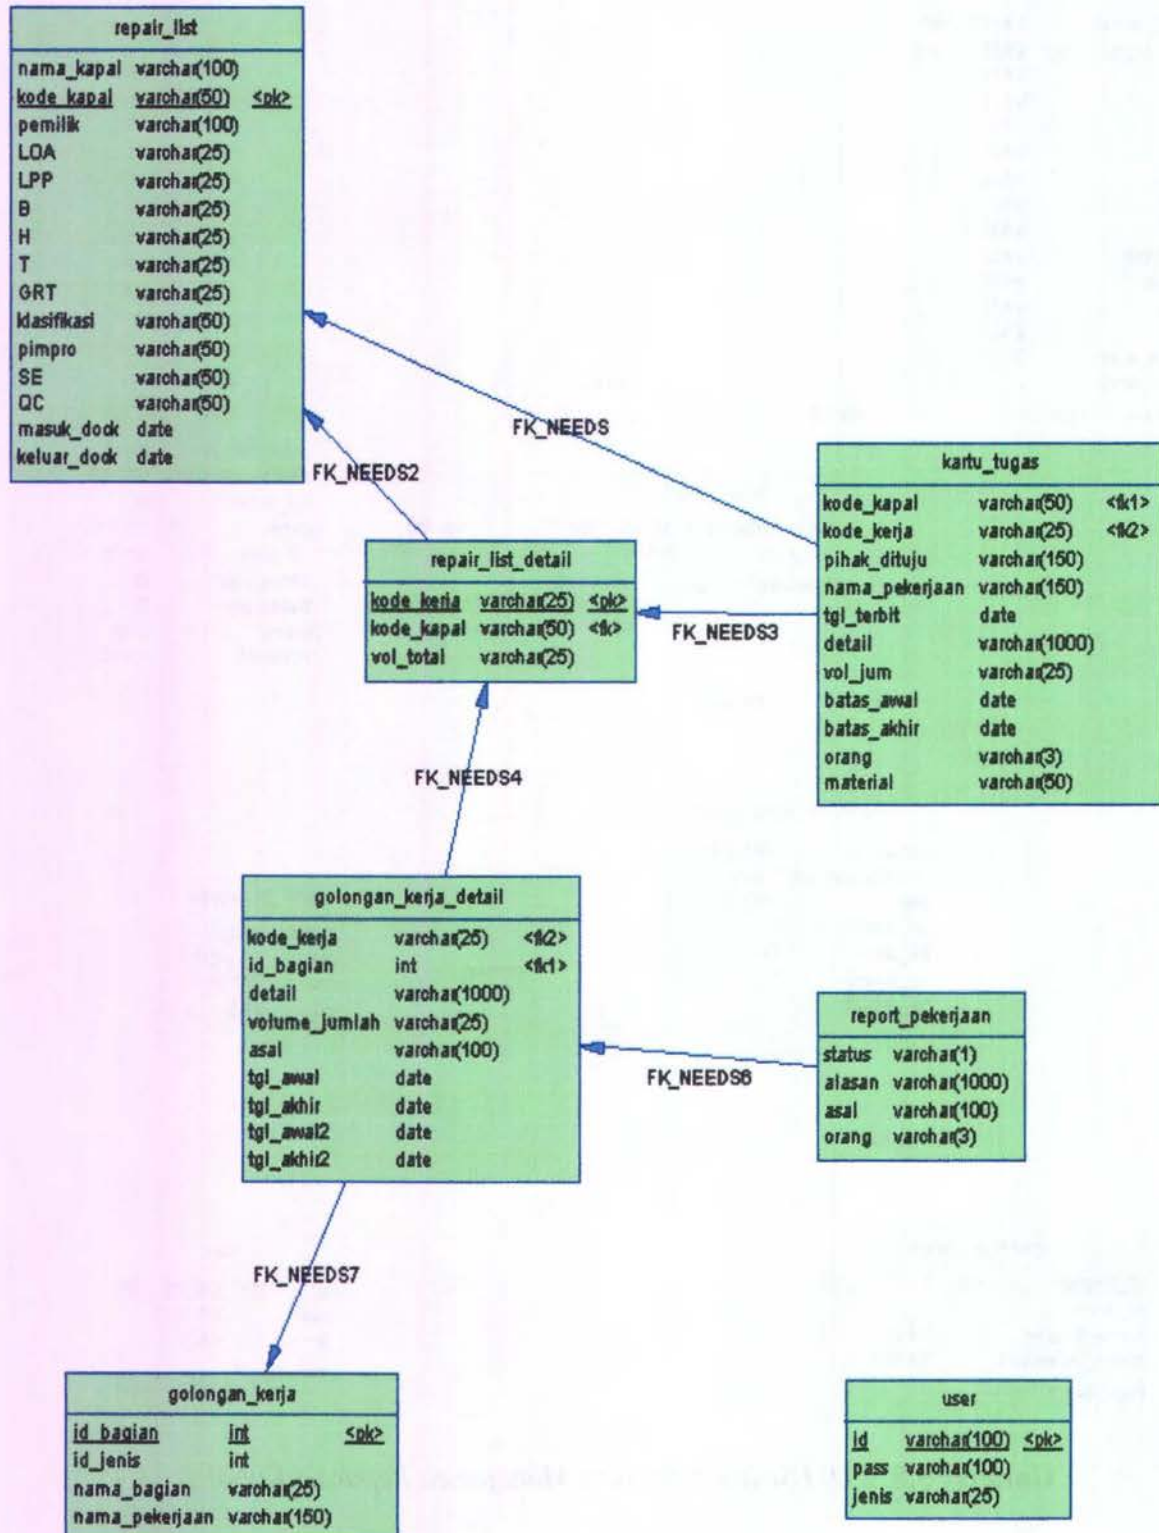 repair_list
nama_kapal varchar(100)
kode_kapal varchar(50) <pk>
pemilik varchar(100)
LOA varchar(25)
LPP varchar(25)
B varchar(25)
H varchar(25)
T varchar(25)
GRT varchar(25)
klasifikasi varchar(50)
pimpro varchar(50)
SE varchar(50)
QC varchar(50)
masuk_dock date
keluar_dock date
FK_NEEDS
FK_NEEDS2
kartu_tugas
kode_kapal varchar(50) <fk1>
kode_kerja varchar(25) <fk2>
pihak_dituju varchar(150)
nama_pekerjaan varchar(150)
tgl_terbit date
detail varchar(1000)
vol_jum varchar(25)
batas_awal date
batas_akhir date
orang varchar(3)
material varchar(50)
repair_list_detail
kode_kerja varchar(25) <pk>
kode_kapal varchar(50) <fk>
vol_total varchar(25)
FK_NEEDS3
FK_NEEDS4
golongan_kerja_detail
kode_kerja varchar(25) <fk2>
id_bagian int <fk1>
detail varchar(1000)
volume_jumlah varchar(25)
asal varchar(100)
tgl_awal date
tgl_akhir date
tgl_awal2 date
tgl_akhir2 date
FK_NEEDS6
report_pekerjaan
status varchar(1)
alasan varchar(1000)
asal varchar(100)
orang varchar(3)
FK_NEEDS7
golongan_kerja
id_bagian int <pk>
id_jenis int
nama_bagian varchar(25)
nama_pekerjaan varchar(150)
user
id varchar(100) <pk>
pass varchar(100)
jenis varchar(25)